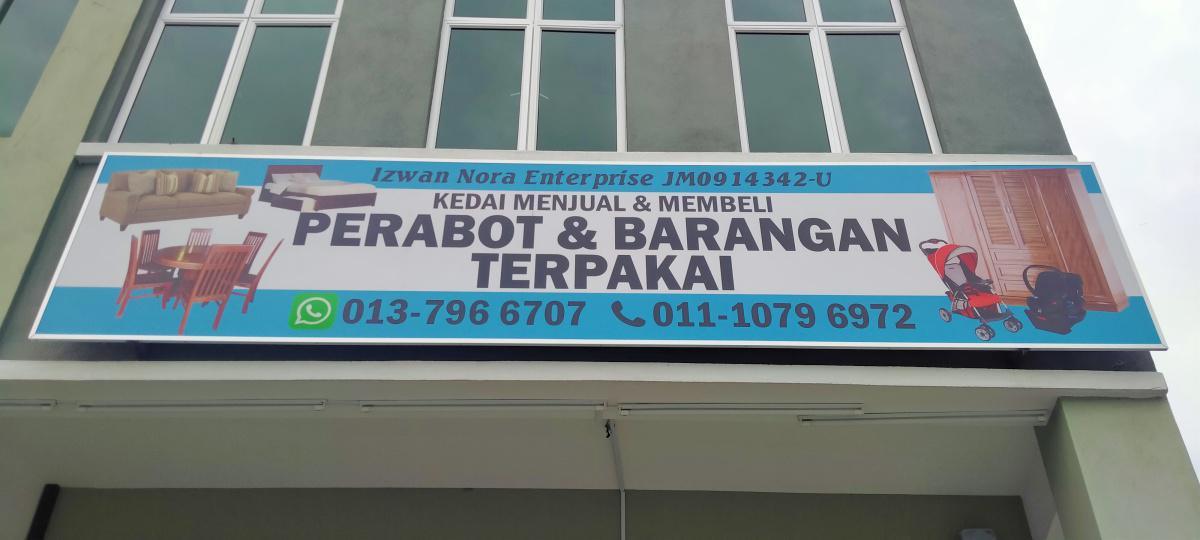 Izwan Nora Enterprise JM0914342-U
KEDAI MENJUAL & MEMBELI
PERABOT & BARANGAN
TERPAKAI
013-796 6707 011-1079 6972